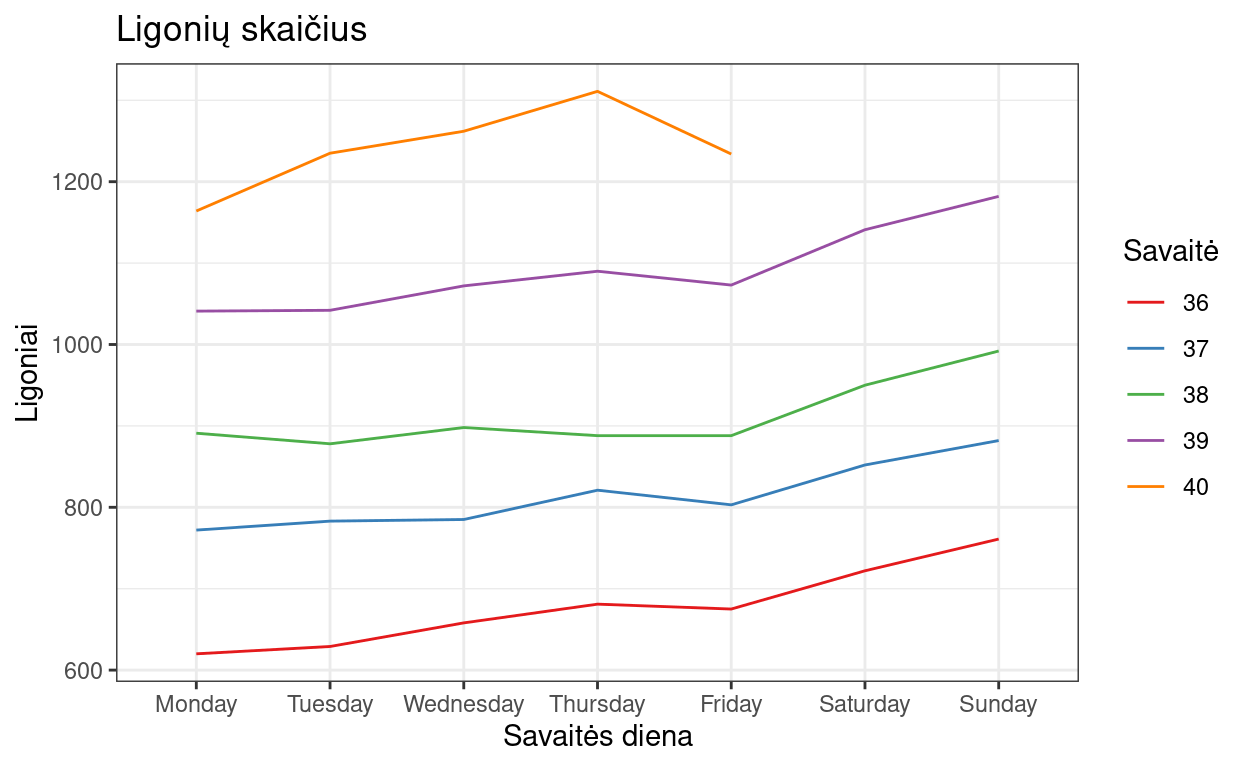 Ligonių skaičius
Ligoniai
1200
1000
800
600
Monday Tuesday Wednesday Thursday Friday Saturday Sunday
Savaitės diena
Savaitė
36
37
38
39
40